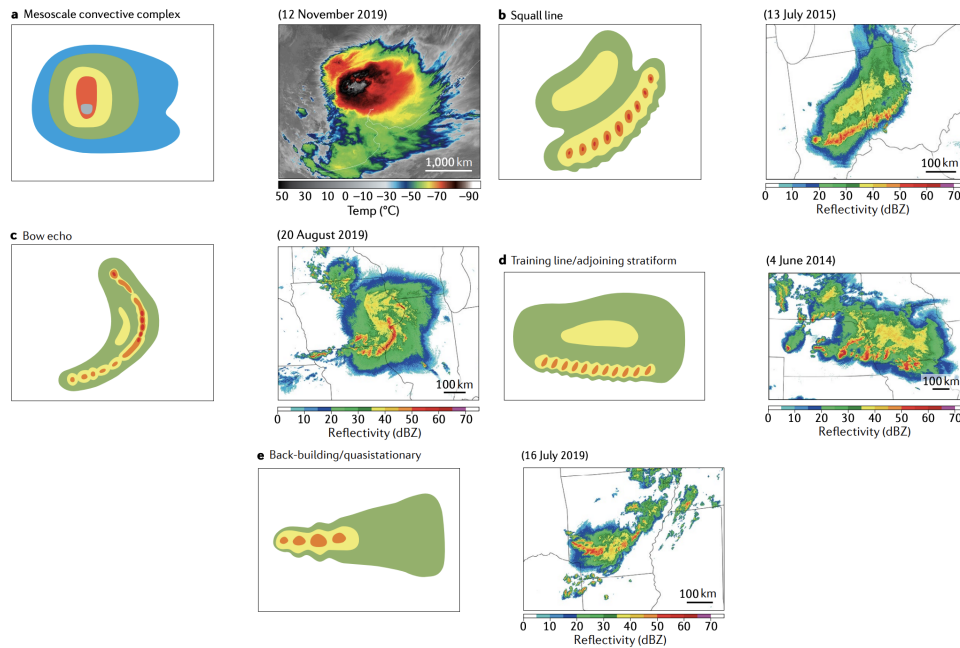 a Mesoscale convective complex
(12 November 2019)
1,000 km
50 30 10 0 −10 −30 −50 −70 −90
Temp (°C)
b Squall line
(13 July 2015)
100 km
0 10 20 30 40 50 60 70
Reflectivity (dBZ)
c Bow echo
(20 August 2019)
100 km
0 10 20 30 40 50 60 70
Reflectivity (dBZ)
d Training line/adjoining stratiform
(4 June 2014)
100 km
0 10 20 30 40 50 60 70
Reflectivity (dBZ)
e Back-building/quasistationary
(16 July 2019)
100 km
0 10 20 30 40 50 60 70
Reflectivity (dBZ)